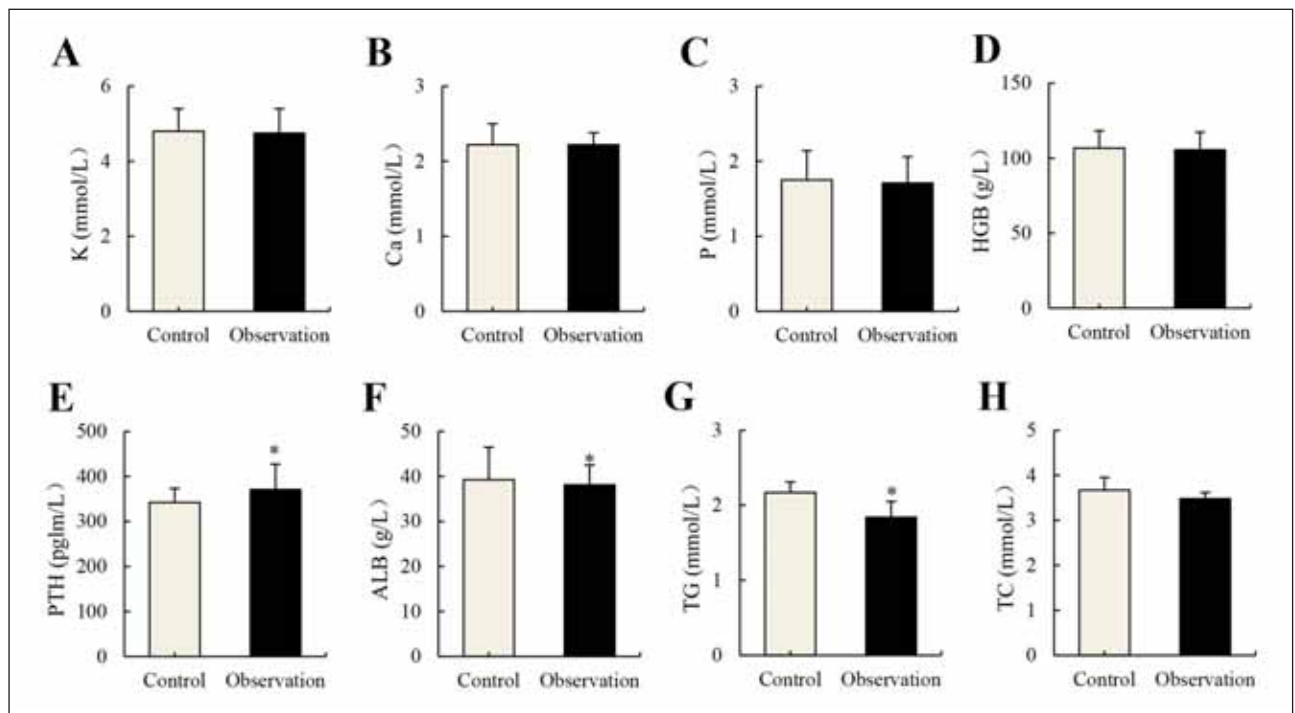 A
K (mmol/L)
6
4
2
0
Control Observation
B
Ca (mmol/L)
3
2
1
0
Control Observation
C
P (mmol/L)
3
2
1
0
Control Observation
D
HGB (g/L)
150
100
50
0
Control Observation
E
PTH (pglm/L)
500
400
300
200
100
0
*
Control Observation
F
ALB (g/L)
50
40
30
20
10
0
*
Control Observation
G
TG (mmol/L)
3
2
1
0
*
Control Observation
H
TC (mmol/L)
5
4
3
2
1
0
Control Observation